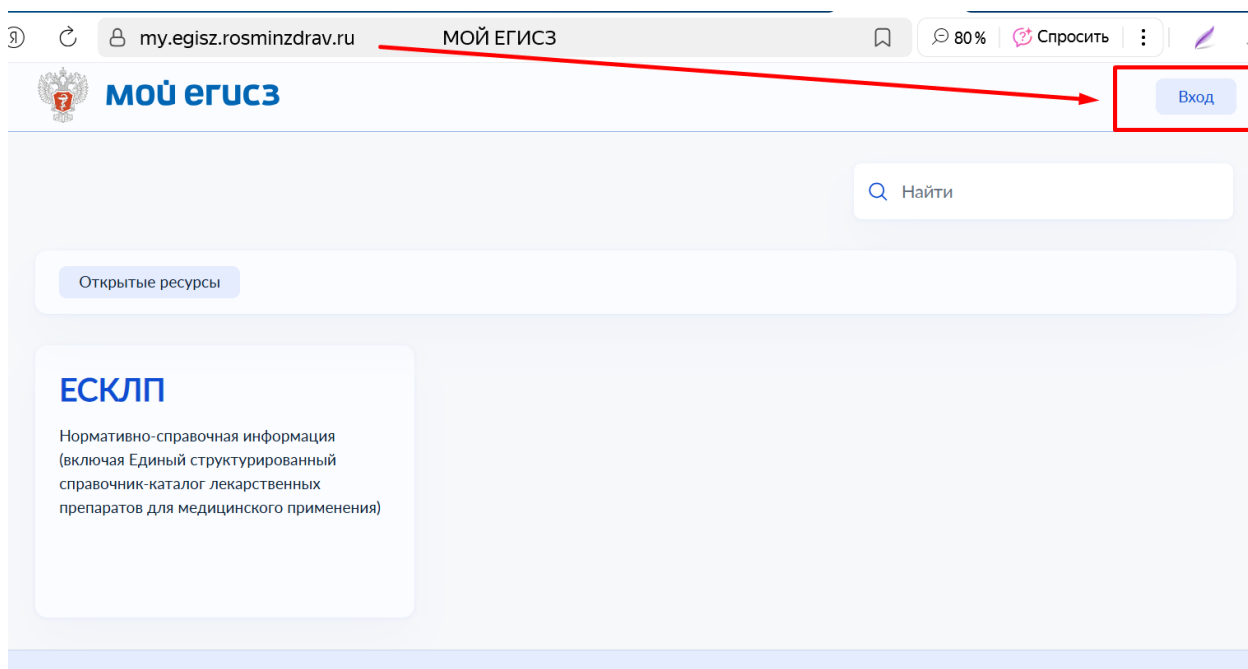 Я my.egisz.rosminzdrav.ru МОЙ ЕГИСЗ 80 % Спросить
мой егисз
Вход
Найти
Открытые ресурсы
ЕСКЛП
Нормативно-справочная информация
(включая Единый структурированный
справочник-каталог лекарственных
препаратов для медицинского применения)